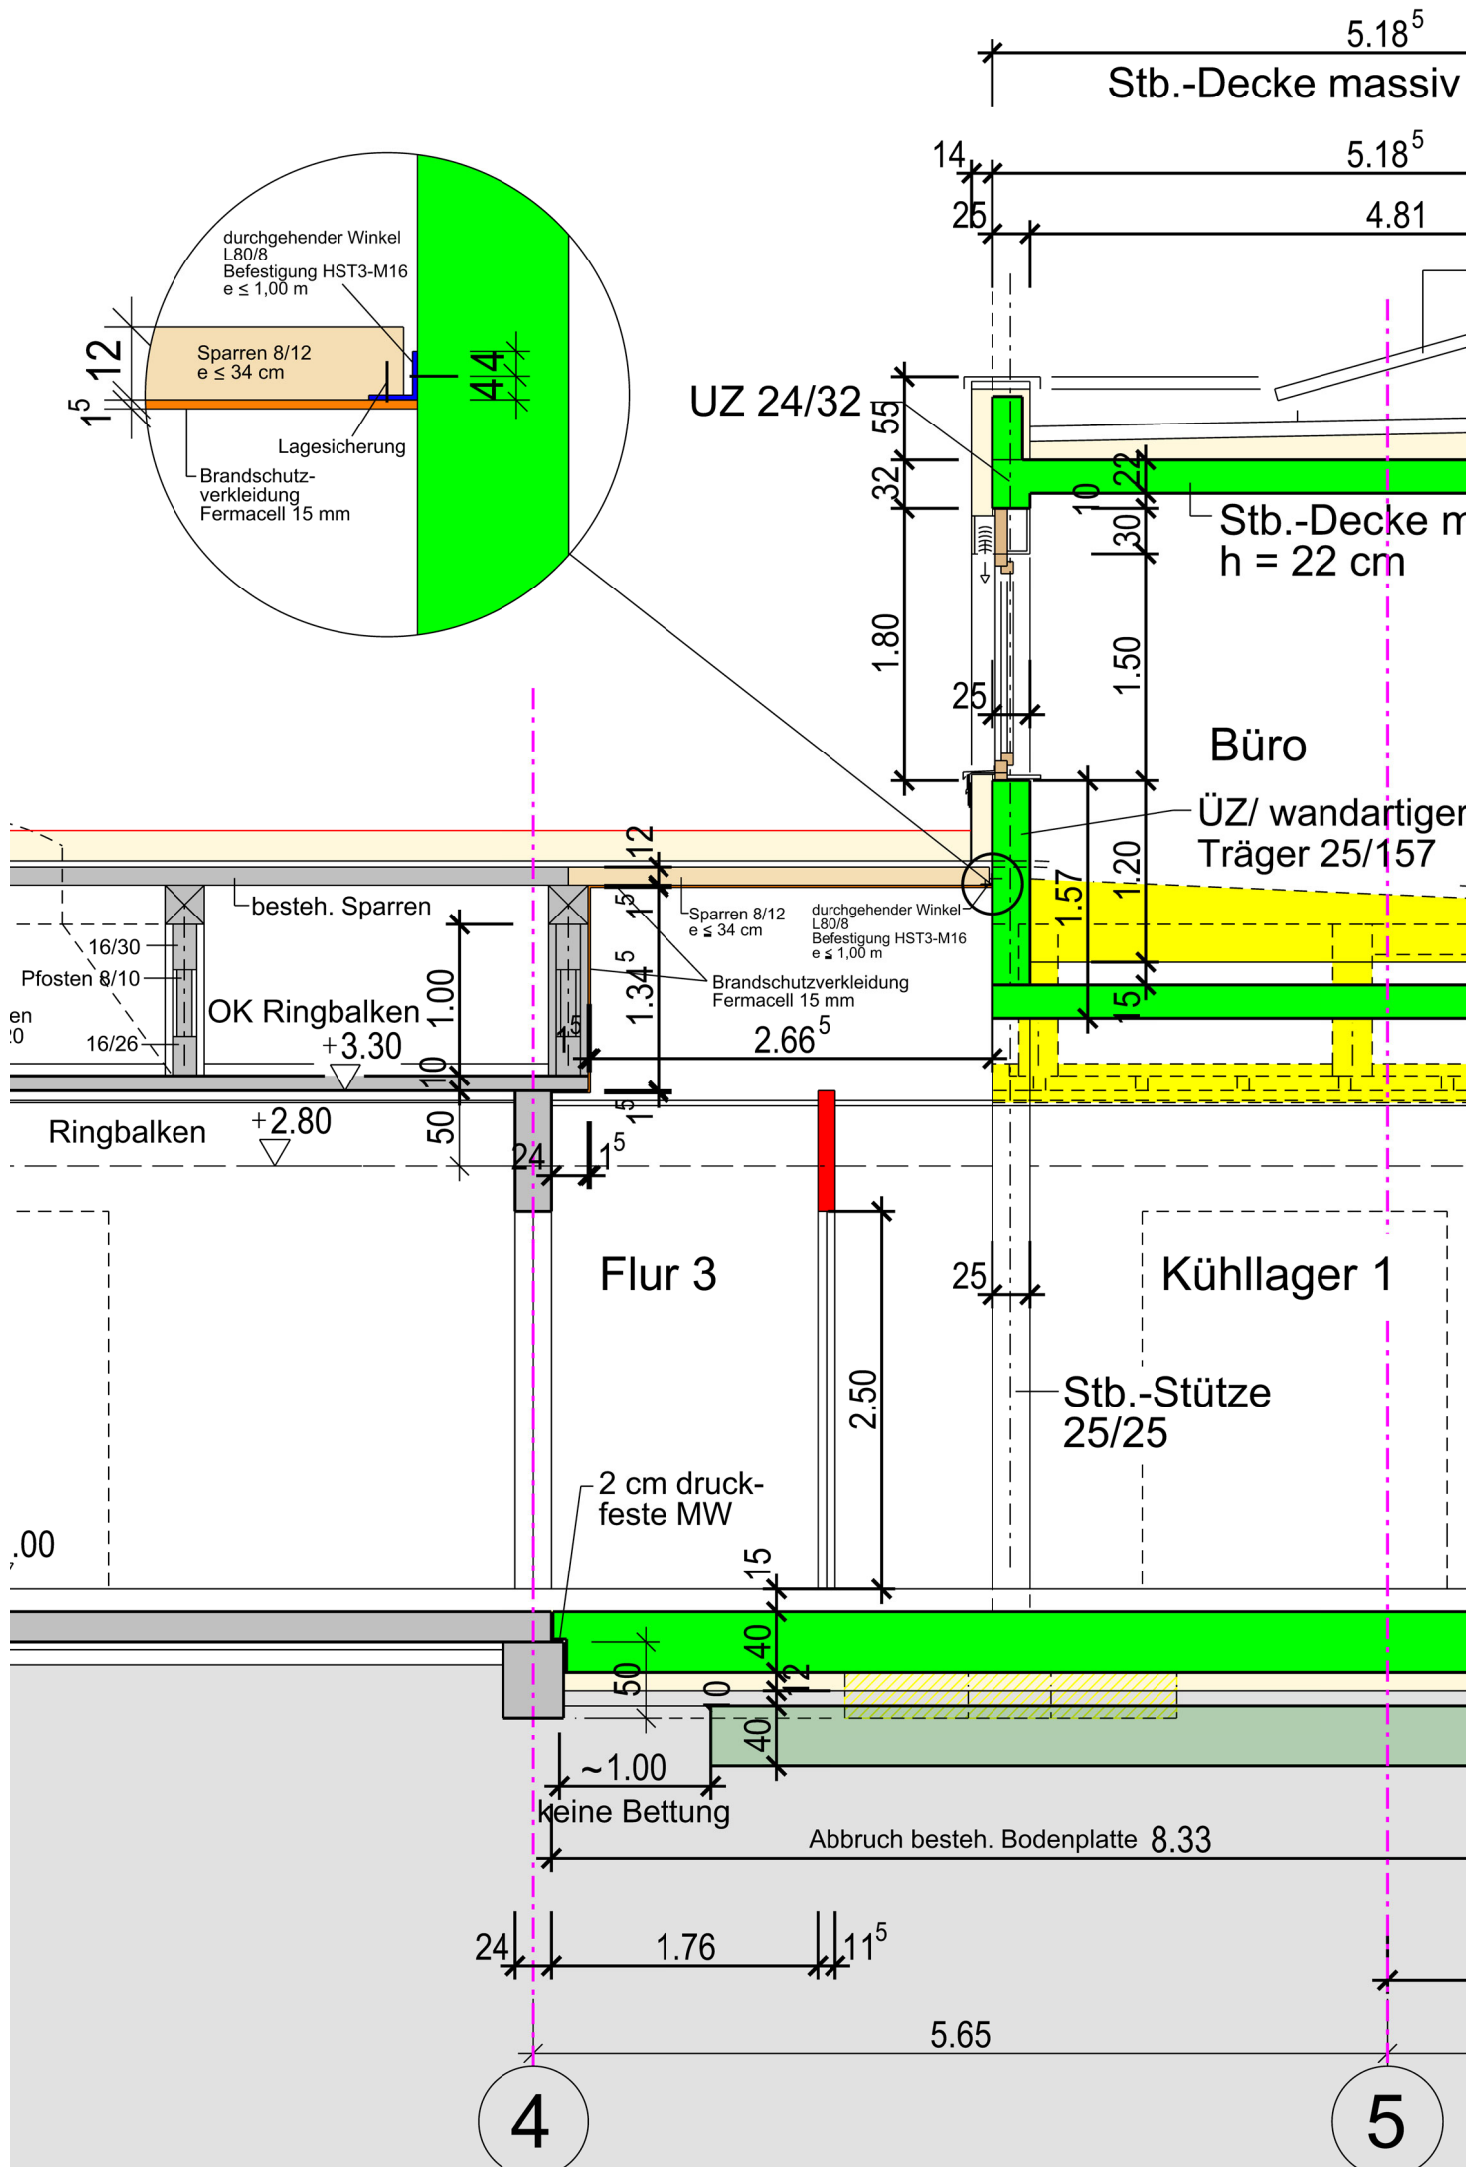 5.18⁵
Stb.-Decke massiv
14
5.18⁵
25
4.81
durchgehender Winkel
L80/8
Befestigung HST3-M16
e ≤ 1,00 m
12
Sparren 8/12
e ≤ 34 cm
4
4
1⁵
Lagesicherung
Brandschutz-
verkleidung
Fermacell 15 mm
UZ 24/32
55
32
22
10
30
Stb.-Decke m
h = 22 cm
1.80
1.50
25
Büro
ÜZ/ wandartiger
Träger 25/157
12
1.20
1.57
besteh. Sparren
1⁵
Sparren 8/12
e ≤ 34 cm
durchgehender Winkel
L80/8
Befestigung HST3-M16
e ≤ 1,00 m
16/30
Pfosten 8/10
1.00
1.34⁵
Brandschutzverkleidung
Fermacell 15 mm
15
en
20
OK Ringbalken
+3.30
16/26
1⁵
2.66⁵
10
1⁵
Ringbalken
+2.80
50
24
1⁵
Flur 3
25
Kühllager 1
2.50
Stb.-Stütze
25/25
2 cm druck-
feste MW
.00
15
40
50
10
12
40
~1.00
keine Bettung
Abbruch besteh. Bodenplatte 8.33
24
1.76
11⁵
5.65
4
5